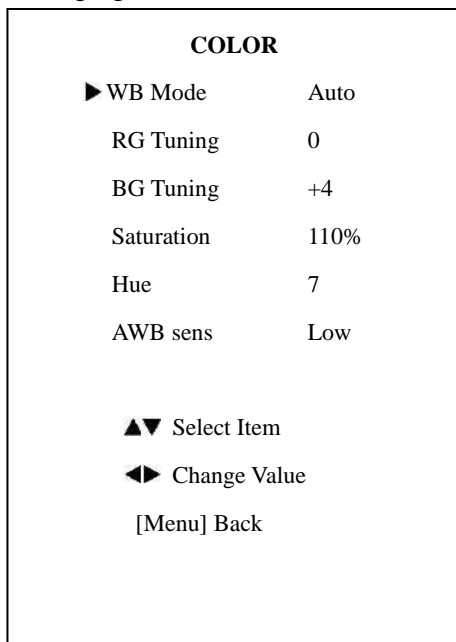 COLOR
▶ WB Mode Auto
RG Tuning 0
BG Tuning +4
Saturation 110%
Hue 7
AWB sens Low
▲▼ Select Item
◀▶ Change Value
[Menu] Back